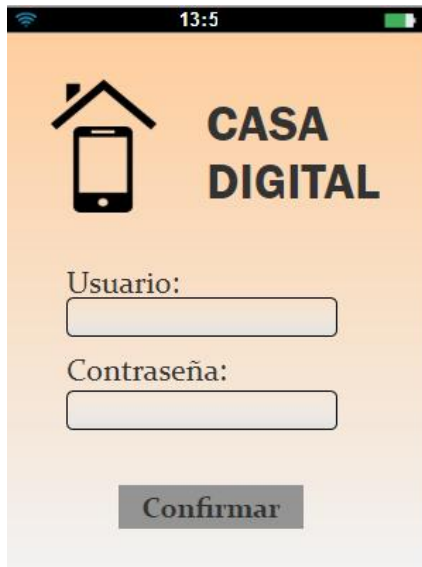 13:5
CASA
DIGITAL
Usuario:
Contraseña:
Confirmar